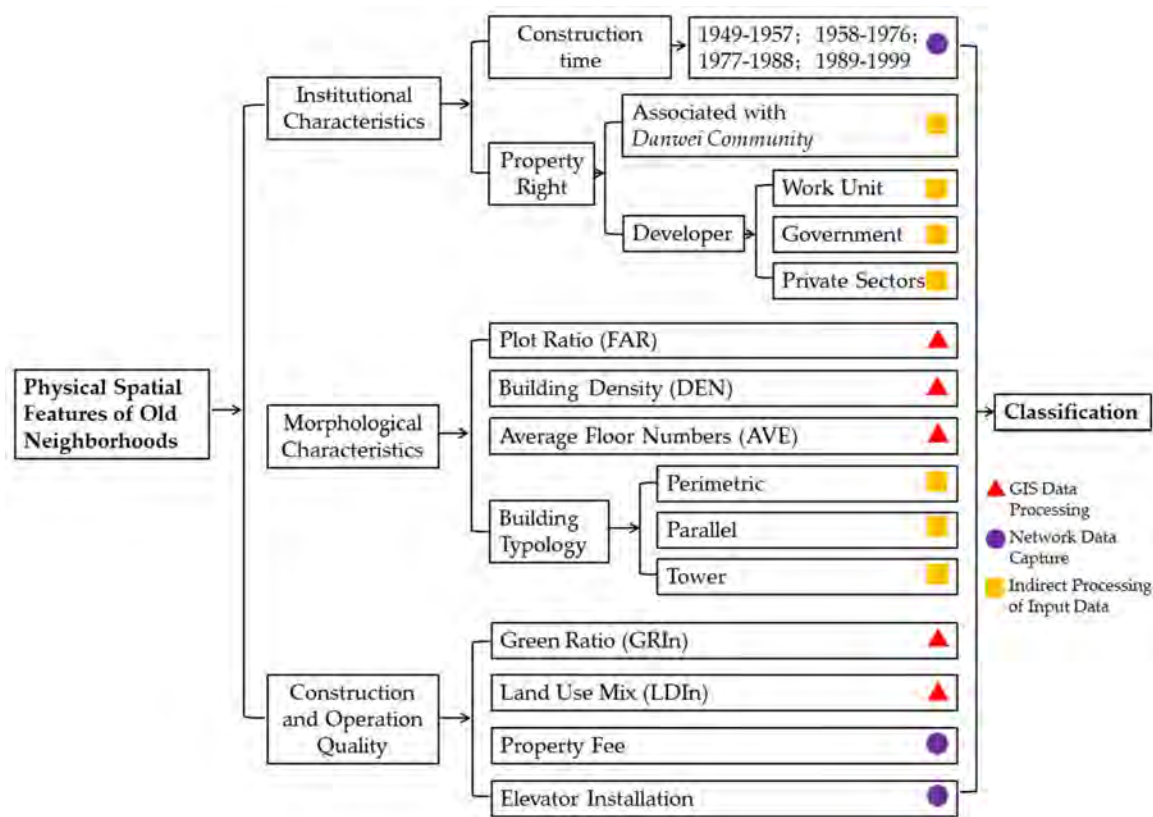 Physical Spatial
Features of Old
Neighborhoods
Institutional
Characteristics
Construction
time
1949-1957；1958-1976；
1977-1988；1989-1999
Property
Right
Associated with
Danwei Community
Developer
Work Unit
Government
Private Sectors
Morphological
Characteristics
Plot Ratio (FAR)
Building Density (DEN)
Average Floor Numbers (AVE)
Building
Typology
Perimetric
Parallel
Tower
Construction
and Operation
Quality
Green Ratio (GRIn)
Land Use Mix (LDIn)
Property Fee
Elevator Installation
Classification
GIS Data
Processing
Network Data
Capture
Indirect Processing
of Input Data